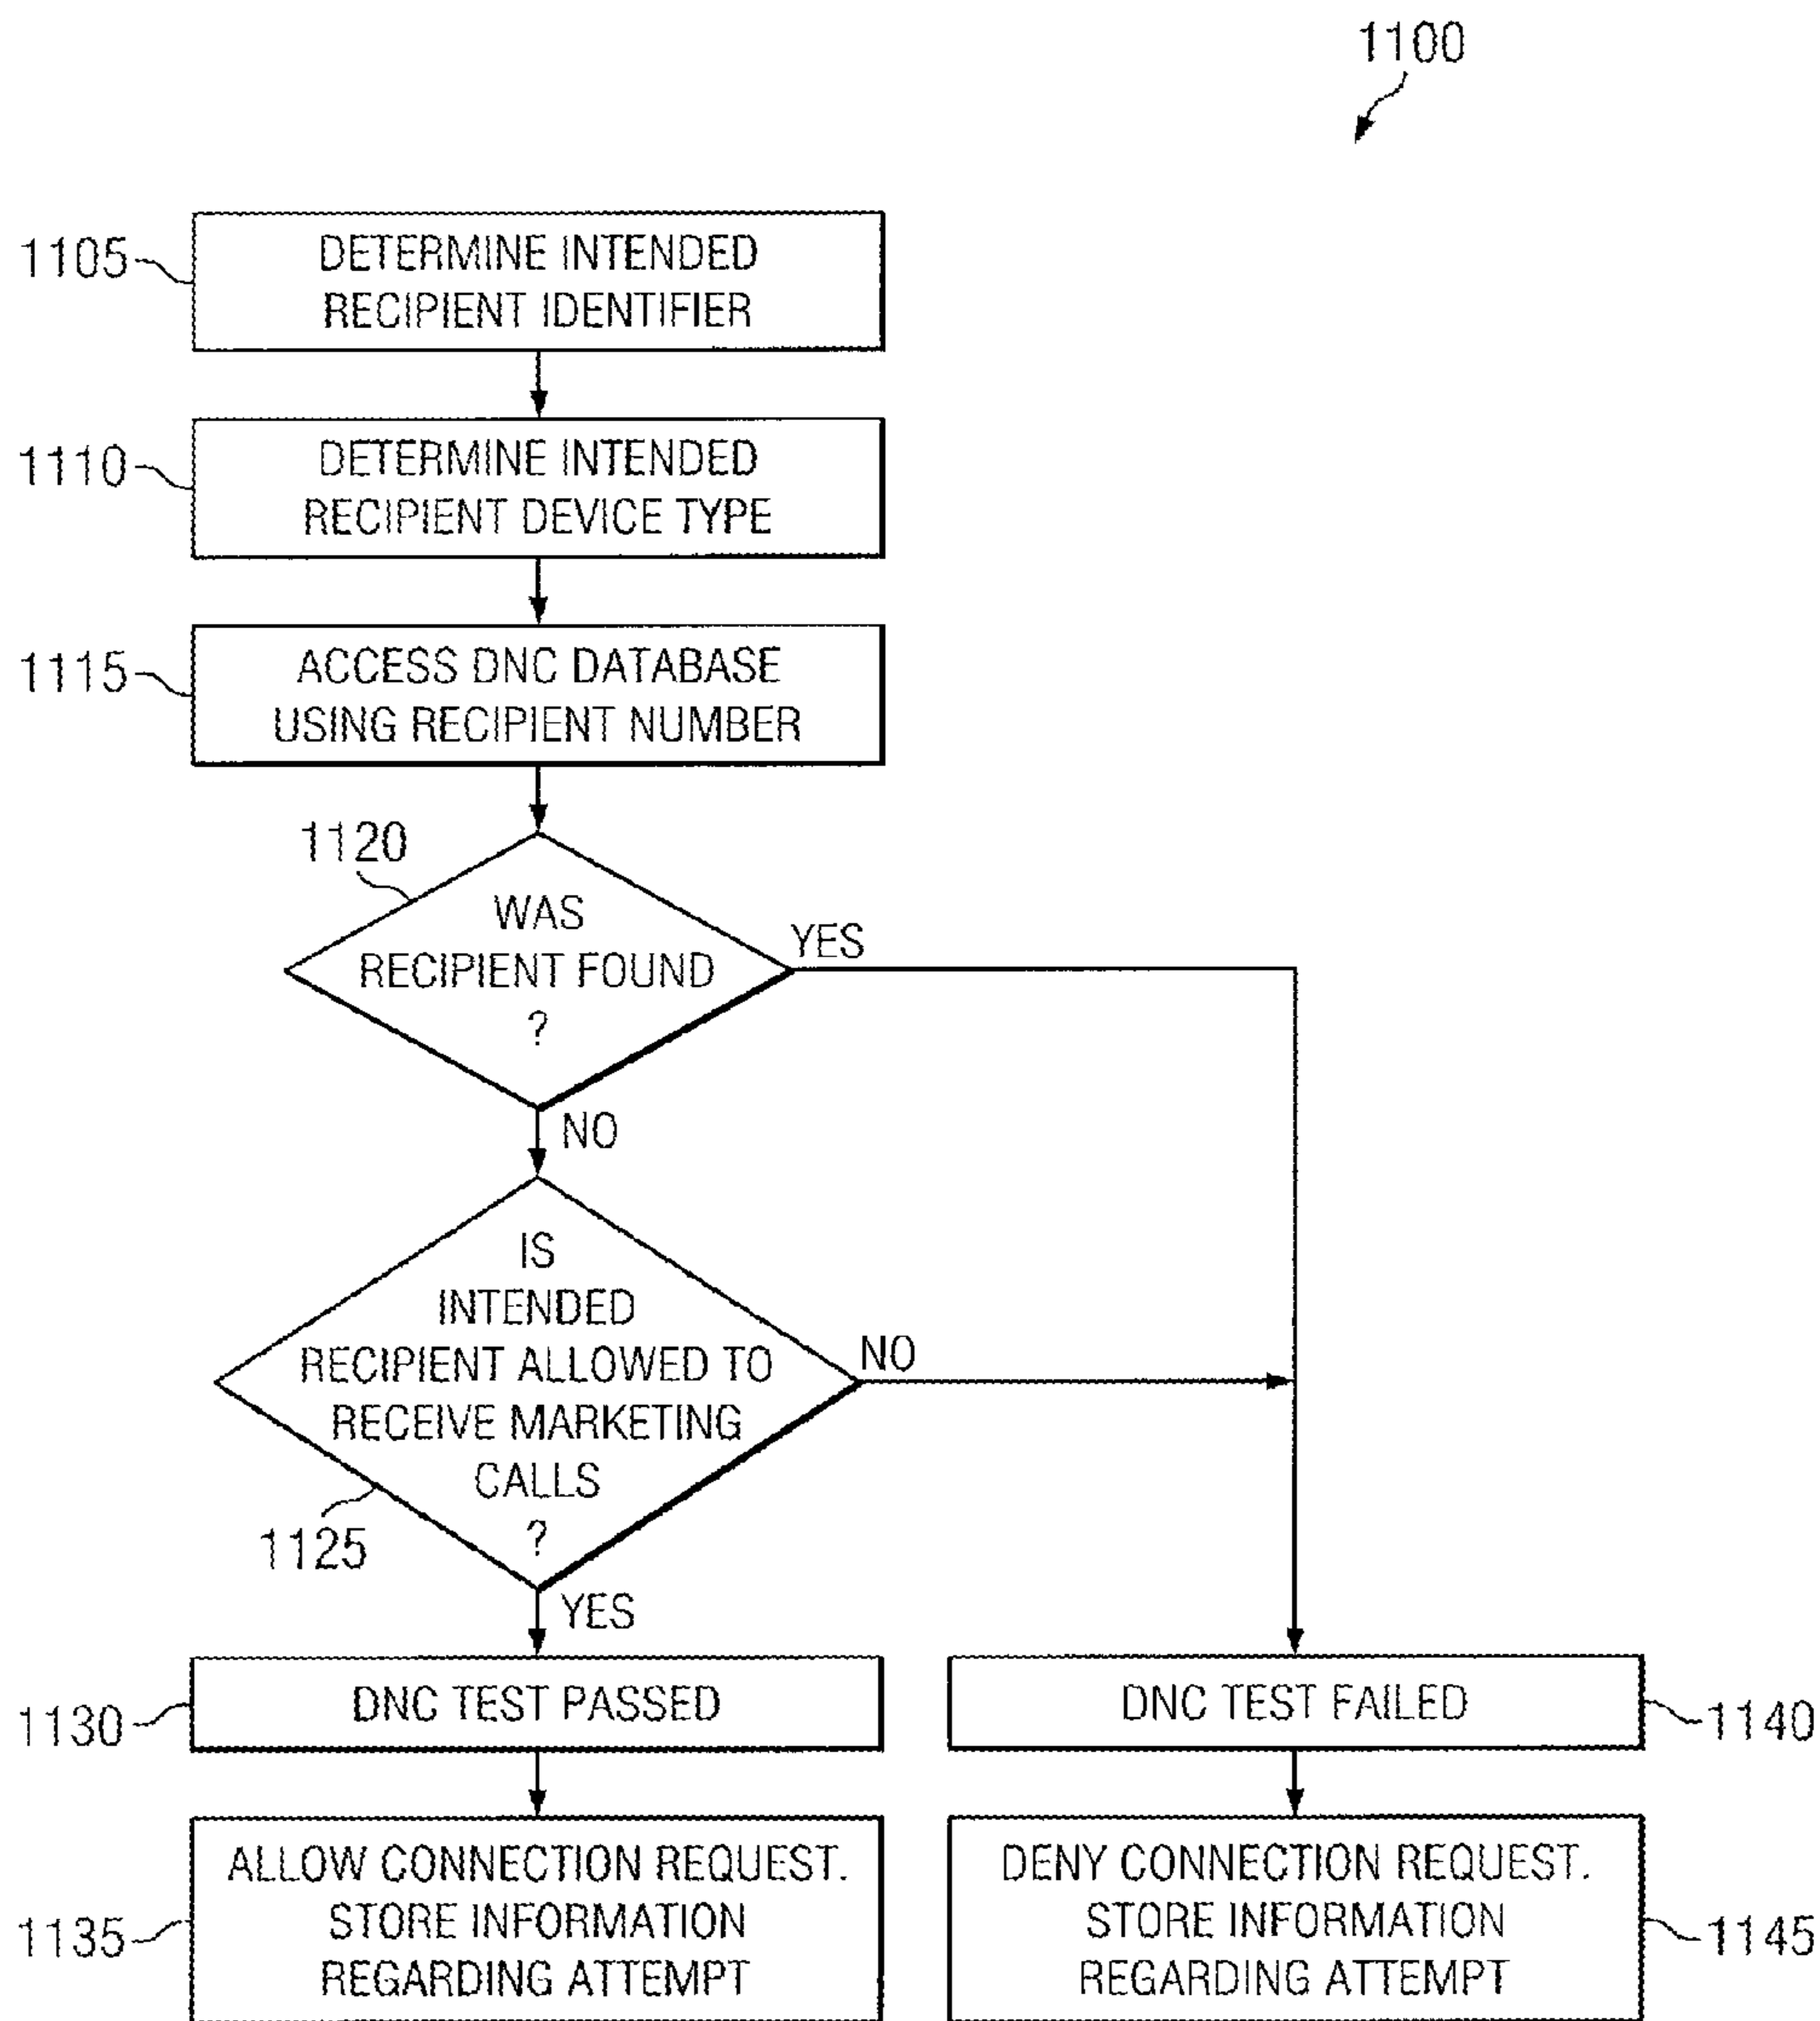 1100
1105
DETERMINE INTENDED
RECIPIENT IDENTIFIER
1110
DETERMINE INTENDED
RECIPIENT DEVICE TYPE
1115
ACCESS DNC DATABASE
USING RECIPIENT NUMBER
1120
WAS
RECIPIENT FOUND
?
YES
NO
IS
INTENDED
RECIPIENT ALLOWED TO
RECEIVE MARKETING
CALLS
?
NO
1125
YES
1130
DNC TEST PASSED
DNC TEST FAILED
1140
1135
ALLOW CONNECTION REQUEST.
STORE INFORMATION
REGARDING ATTEMPT
DENY CONNECTION REQUEST.
STORE INFORMATION
REGARDING ATTEMPT
1145